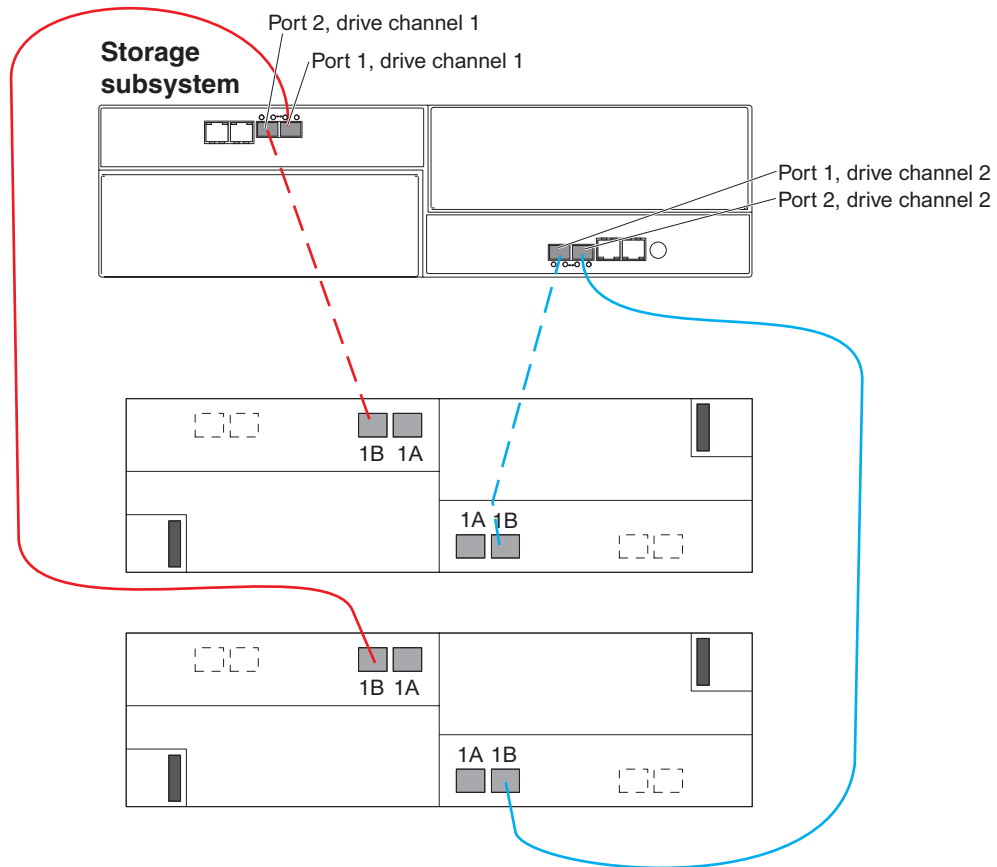 Port 2, drive channel 1
Storage
subsystem
Port 1, drive channel 1
Port 1, drive channel 2
Port 2, drive channel 2
1B 1A
1A 1B
1B 1A
1A 1B